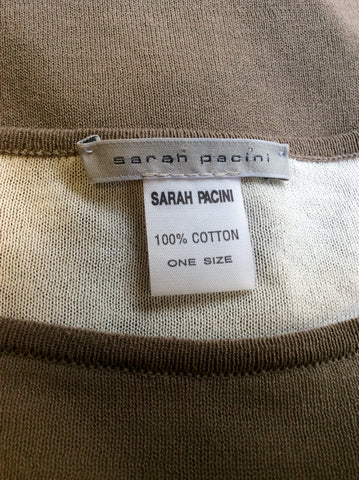 sarah pacini
SARAH PACINI
100% COTTON
ONE SIZE